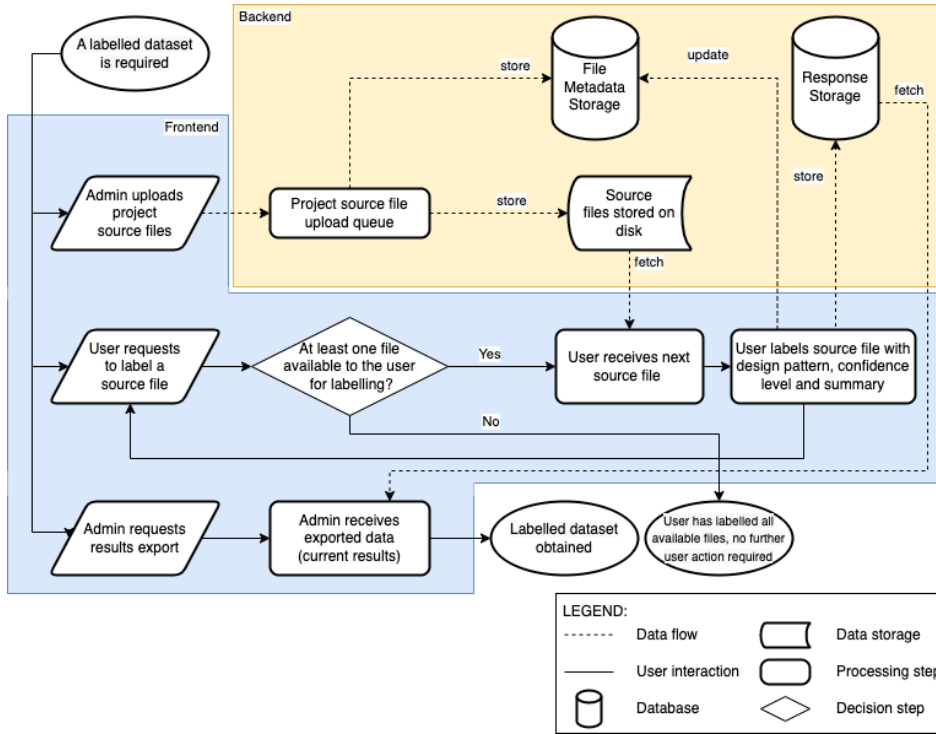 Backend
A labelled dataset
is required
File
Metadata
Storage
Response
Storage
store
update
fetch
Frontend
Admin uploads
project
source files
Project source file
upload queue
store
Source
files stored on
disk
store
fetch
User requests
to label a
source file
At least one file
available to the user
for labelling?
Yes
User receives next
source file
User labels source file with
design pattern, confidence
level and summary
No
Admin requests
results export
Admin receives
exported data
(current results)
Labelled dataset
obtained
User has labelled all
available files, no further
user action required
LEGEND:
Data flow
Data storage
User interaction
Processing step
Database
Decision step